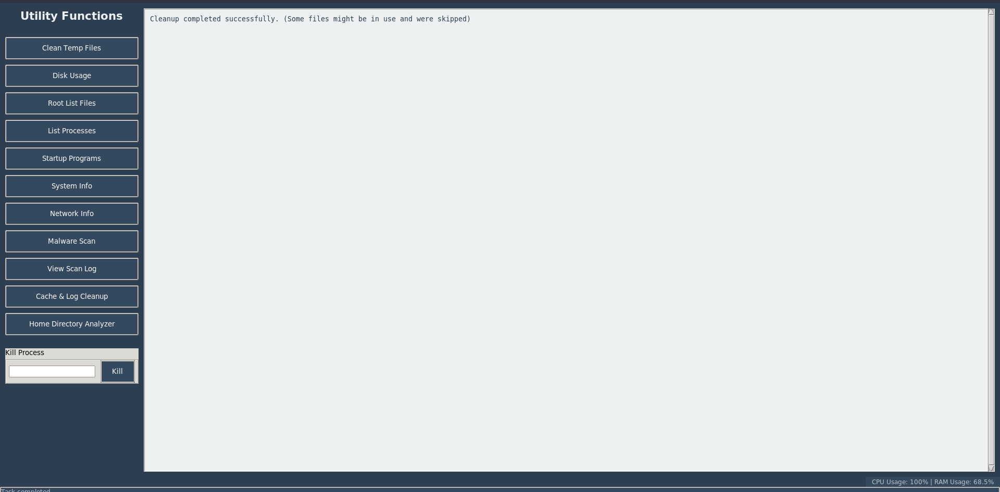 Utility Functions
Clean Temp Files
Disk Usage
Root List Files
List Processes
Startup Programs
System Info
Network Info
Malware Scan
View Scan Log
Cache & Log Cleanup
Home Directory Analyzer
Kill Process
Kill
Cleanup completed successfully. (Some files might be in use and were skipped)
CPU Usage: 100% | RAM Usage: 68.5%
Task completed